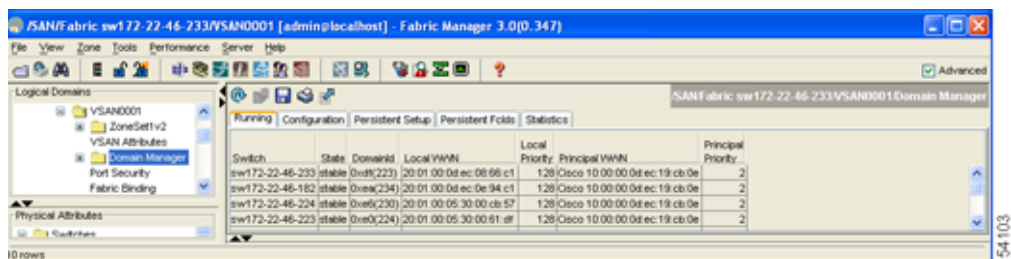 /SAN/Fabric sw172-22-46-233/VSAN0001 [admin@localhost] - Fabric Manager 3.0(0.347)
File View Zone Tools Performance Server Help
Advanced
Logical Domains
/SAN/Fabric sw172-22-46-233/VSAN0001/Domain Manager
VSAN0001
ZoneSet1v2
VSAN Attributes
Domain Manager
Port Security
Fabric Binding
Running Configuration Persistent Setup Persistent FcIds Statistics
Switch State DomainId Local WWN Local Priority Principal WWN Principal Priority
sw172-22-46-233 stable 0xdf(223) 20:01:00:0d:ec:08:66:c1 128 Cisco 10:00:00:0d:ec:19:cb:0e 2
sw172-22-46-182 stable 0xea(234) 20:01:00:0d:ec:0e:94:c1 128 Cisco 10:00:00:0d:ec:19:cb:0e 2
sw172-22-46-224 stable 0xe6(230) 20:01:00:05:30:00:cb:57 128 Cisco 10:00:00:0d:ec:19:cb:0e 2
sw172-22-46-223 stable 0xe0(224) 20:01:00:05:30:00:61:df 128 Cisco 10:00:00:0d:ec:19:cb:0e 2
Physical Attributes
Switches
10 rows
54103